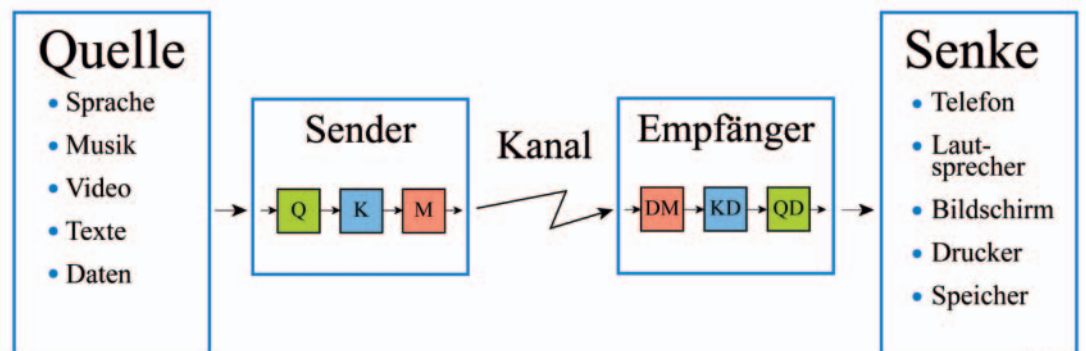 Quelle
• Sprache
• Musik
• Video
• Texte
• Daten
Sender
Q
K
M
Kanal
Empfänger
DM
KD
QD
Senke
• Telefon
• Laut-
sprecher
• Bildschirm
• Drucker
• Speicher